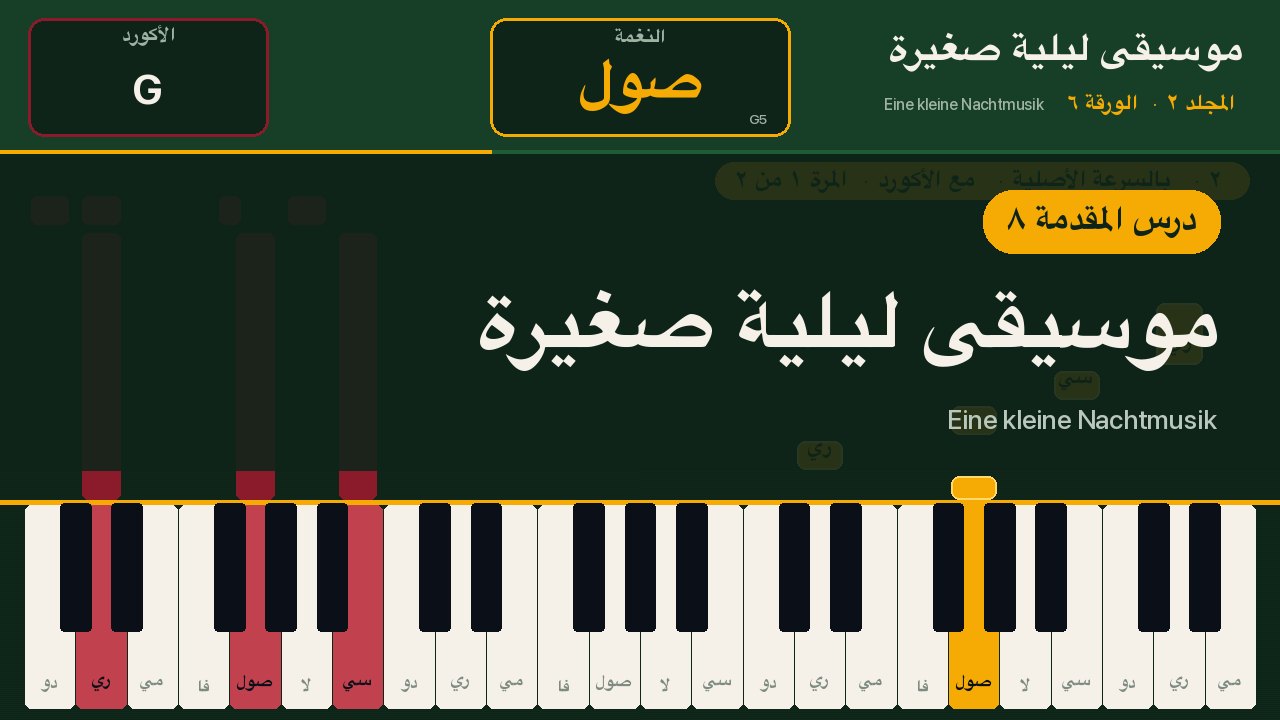 موسيقى ليلية صغيرة
المجلد ٢ · الورقة ٦ Eine kleine Nachtmusik
النغمة
صول
G5
الأكورد
G
٢ · بالسرعة الأصلية · مع الأكورد · المرة ١ من ٢
درس المقدمة ٨
موسيقى ليلية صغيرة
سي
Eine kleine Nachtmusik
ري
دو ري مي فا صول لا سي دو ري مي فا صول لا سي دو ري مي فا صول لا سي دو ري مي